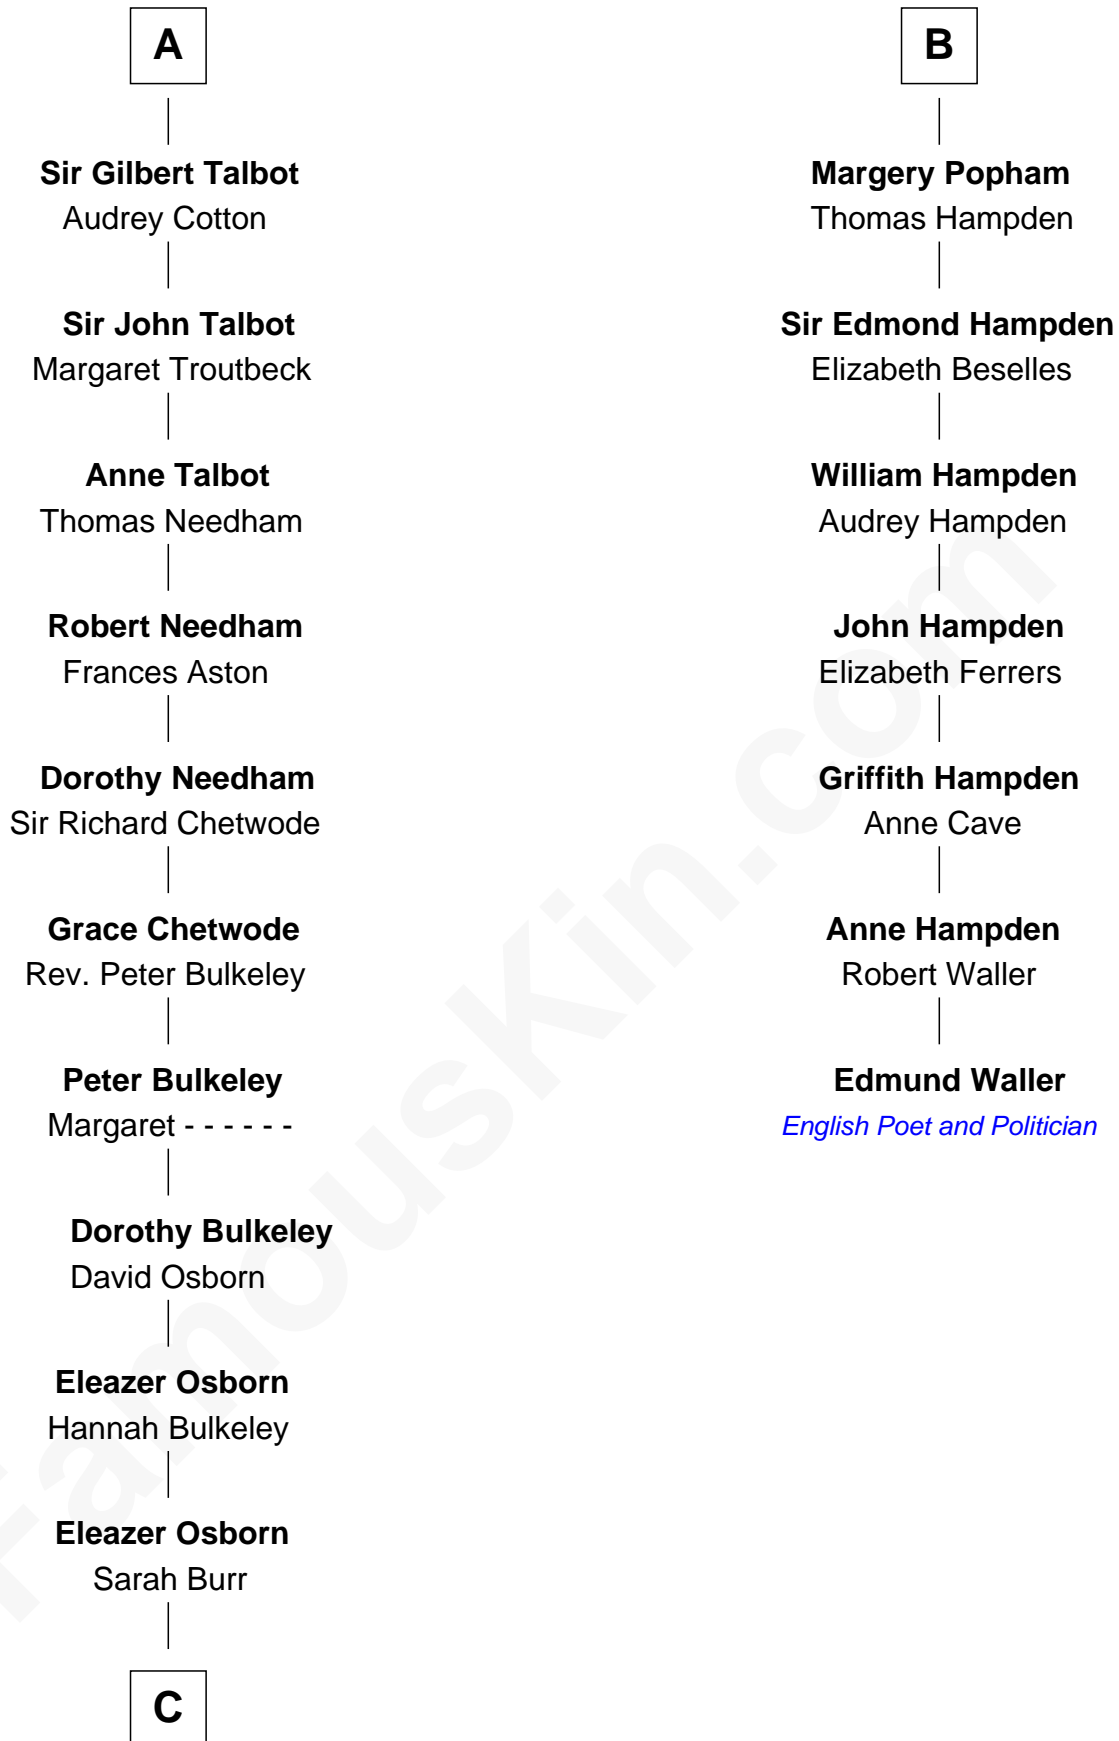 A
Sir Gilbert Talbot
Audrey Cotton
Sir John Talbot
Margaret Troutbeck
Anne Talbot
Thomas Needham
Robert Needham
Frances Aston
Dorothy Needham
Sir Richard Chetwode
Grace Chetwode
Rev. Peter Bulkeley
Peter Bulkeley
Margaret - - - - - -
Dorothy Bulkeley
David Osborn
Eleazer Osborn
Hannah Bulkeley
Eleazer Osborn
Sarah Burr
C
B
Margery Popham
Thomas Hampden
Sir Edmond Hampden
Elizabeth Beselles
William Hampden
Audrey Hampden
John Hampden
Elizabeth Ferrers
Griffith Hampden
Anne Cave
Anne Hampden
Robert Waller
Edmund Waller
English Poet and Politician
FamousKin.com